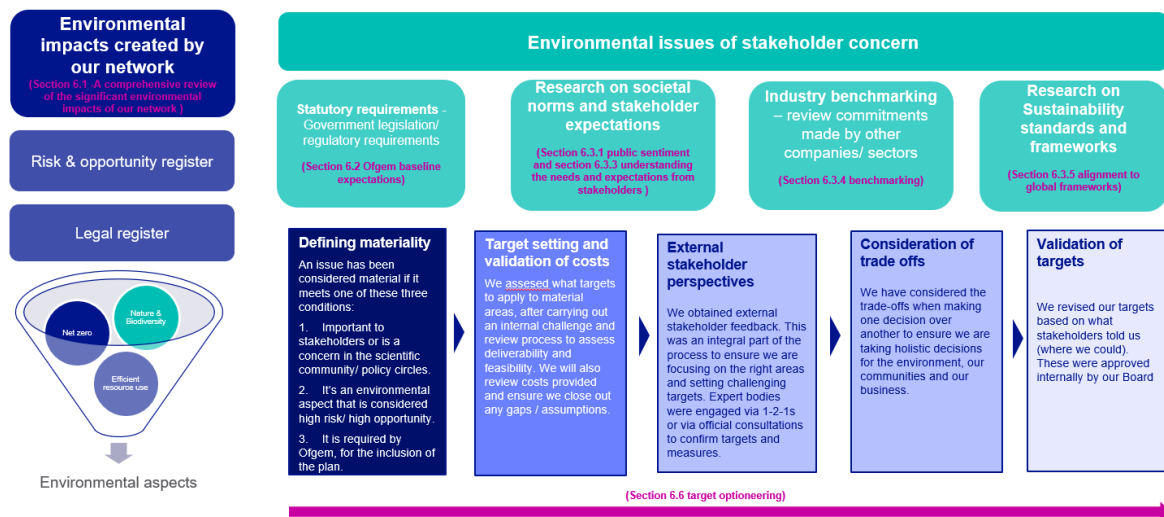 Environmental
impacts created by
our network
(Section 6.1 -A comprehensive review
of the significant environmental
impacts of our network )
Risk & opportunity register
Legal register
Net zero
Nature &
Biodiversity
Efficient
resource use
Environmental aspects
Environmental issues of stakeholder concern
Statutory requirements -
Government legislation/
regulatory requirements
(Section 6.2 Ofgem baseline
expectations)
Research on societal
norms and stakeholder
expectations
(Section 6.3.1 public sentiment
and section 6.3.3 understanding
the needs and expectations from
stakeholders )
Industry benchmarking
– review commitments
made by other
companies/ sectors
(Section 6.3.4 benchmarking)
Research on
Sustainability
standards and
frameworks
(Section 6.3.5 alignment to
global frameworks)
Defining materiality
An issue has been
considered material if it
meets one of these three
conditions:
1. Important to
stakeholders or is a
concern in the scientific
community/ policy circles.
2. It's an environmental
aspect that is considered
high risk/ high opportunity.
3. It is required by
Ofgem, for the inclusion of
the plan.
Target setting and
validation of costs
We assesed what targets
to apply to material
areas, after carrying out
an internal challenge and
review process to assess
deliverability and
feasibility. We will also
review costs provided
and ensure we close out
any gaps / assumptions.
External
stakeholder
perspectives
We obtained external
stakeholder feedback. This
was an integral part of the
process to ensure we are
focusing on the right areas
and setting challenging
targets. Expert bodies
were engaged via 1-2-1s
or via official consultations
to confirm targets and
measures.
Consideration of
trade offs
We have considered the
trade-offs when making
one decision over
another to ensure we are
taking holistic decisions
for the environment, our
communities and our
business.
Validation of
targets
We revised our targets
based on what
stakeholders told us
(where we could).
These were approved
internally by our Board
(Section 6.6 target optioneering)